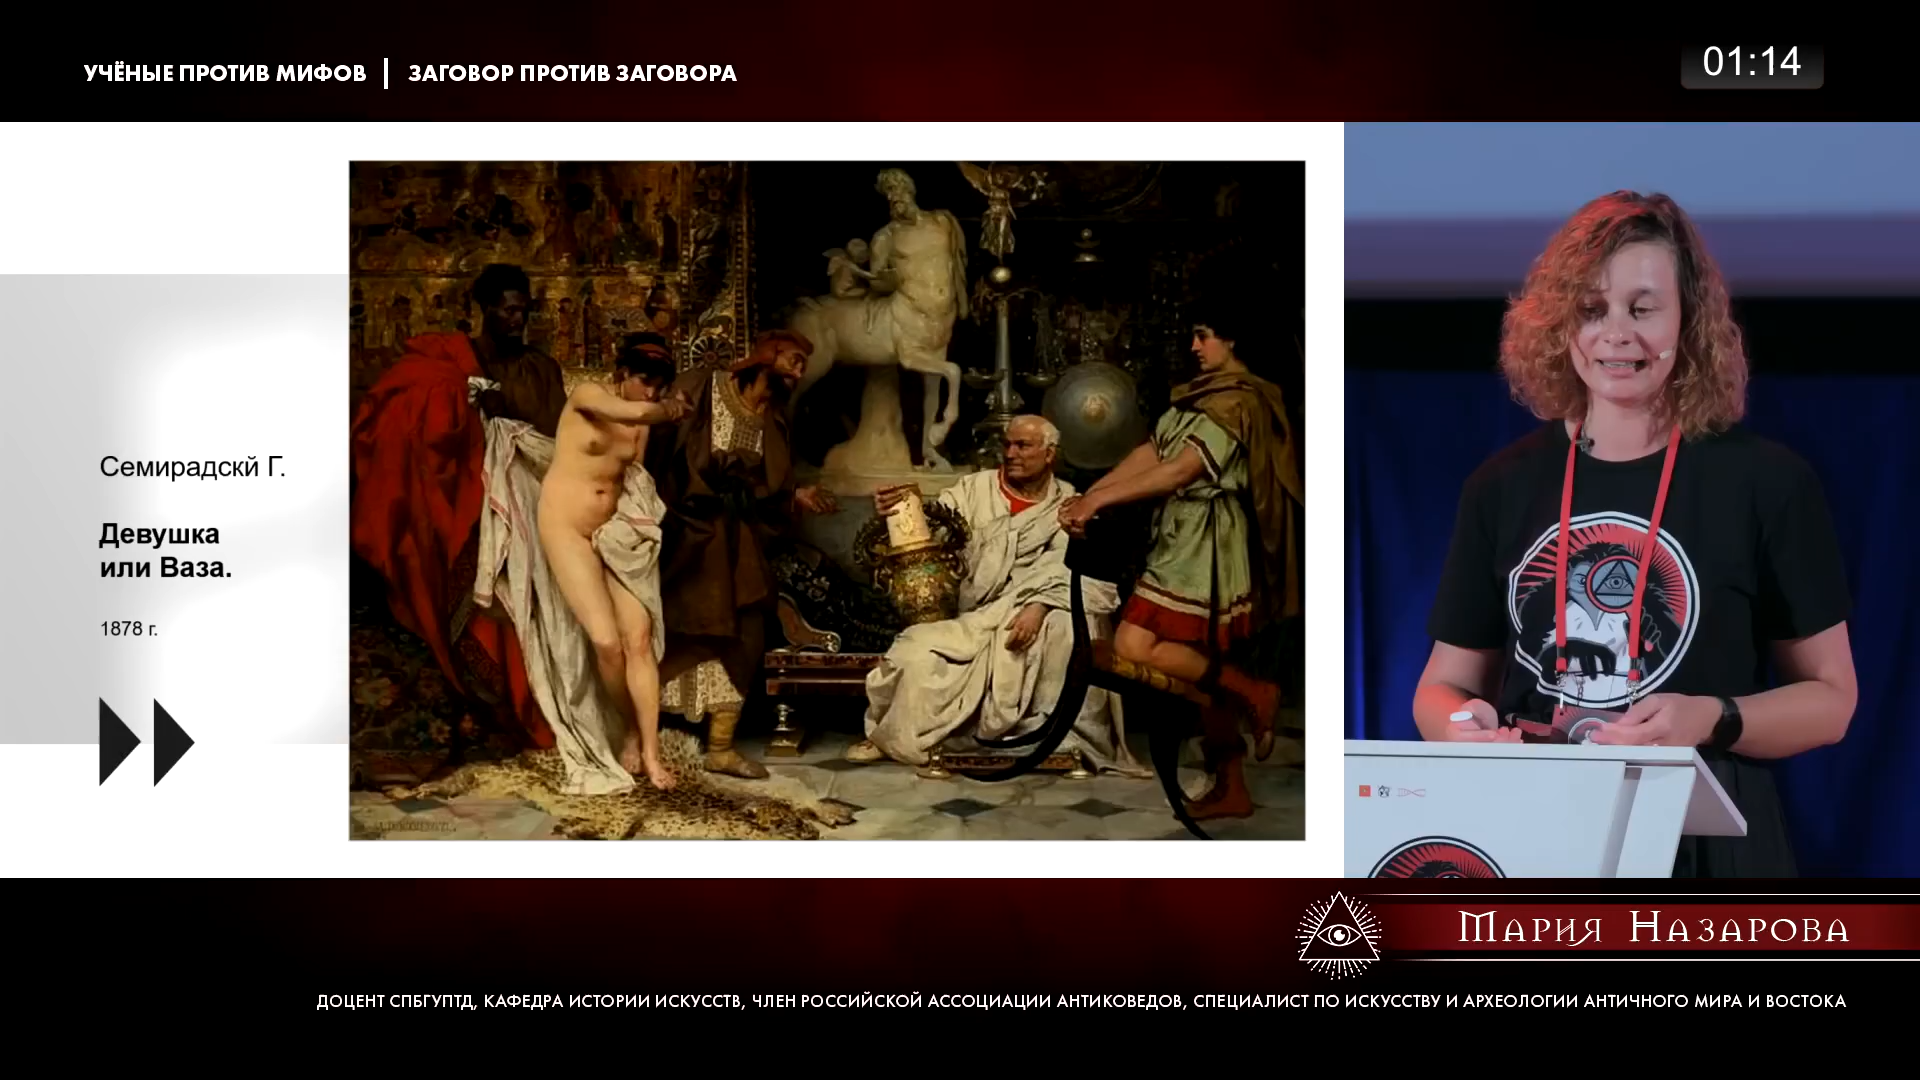 УЧЁНЫЕ ПРОТИВ МИФОВ | ЗАГОВОР ПРОТИВ ЗАГОВОРА
01:14
Семирадскй Г.
Девушка
или Ваза.
1878 г.
Мария Назарова
ДОЦЕНТ СПБГУПТД, КАФЕДРА ИСТОРИИ ИСКУССТВ, ЧЛЕН РОССИЙСКОЙ АССОЦИАЦИИ АНТИКОВЕДОВ, СПЕЦИАЛИСТ ПО ИСКУССТВУ И АРХЕОЛОГИИ АНТИЧНОГО МИРА И ВОСТОКА